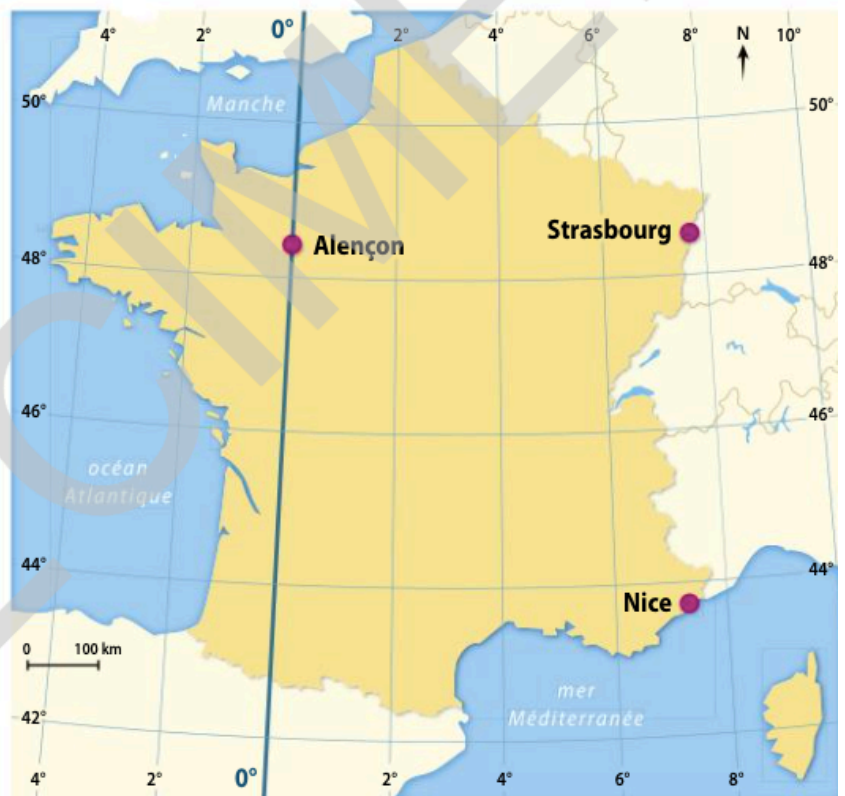 4° 2° 0° 2° 4° 6° 8° N 10°
50° Manche 50°
Alençon Strasbourg
48° 48°
46° 46°
océan
Atlantique
44° 44°
Nice
0 100 km
mer
Méditerranée
42°
4° 2° 0° 2° 4° 6° 8°
SPECIMEN